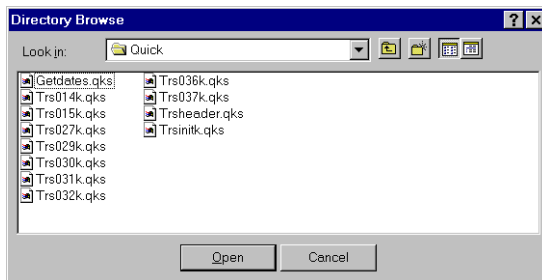 Directory Browse
Look in: Quick
Getdates.qks
Trs014k.qks
Trs015k.qks
Trs027k.qks
Trs029k.qks
Trs030k.qks
Trs031k.qks
Trs032k.qks
Trs036k.qks
Trs037k.qks
Trsheader.qks
Trsinitk.qks
Open Cancel